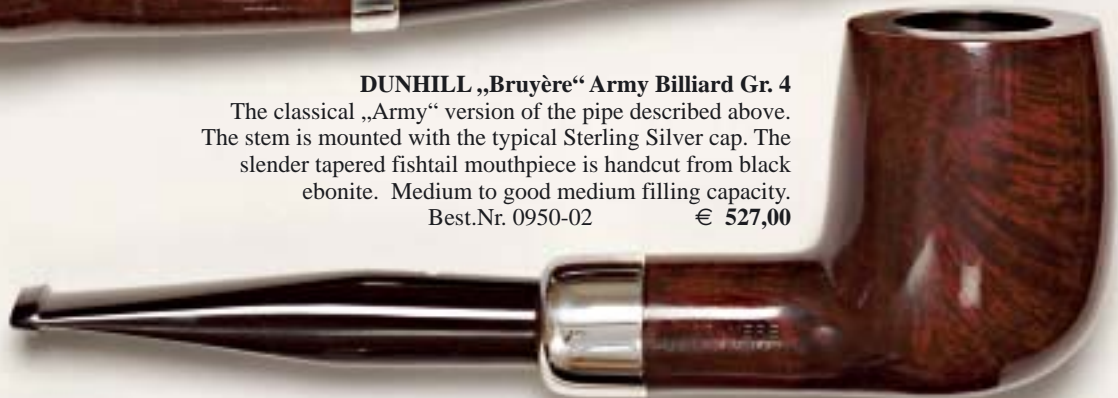 DUNHILL „Bruyère“ Army Billiard Gr. 4
The classical „Army“ version of the pipe described above.
The stem is mounted with the typical Sterling Silver cap. The
slender tapered fishtail mouthpiece is handcut from black
ebonite.  Medium to good medium filling capacity.
Best.Nr. 0950-02 € 527,00